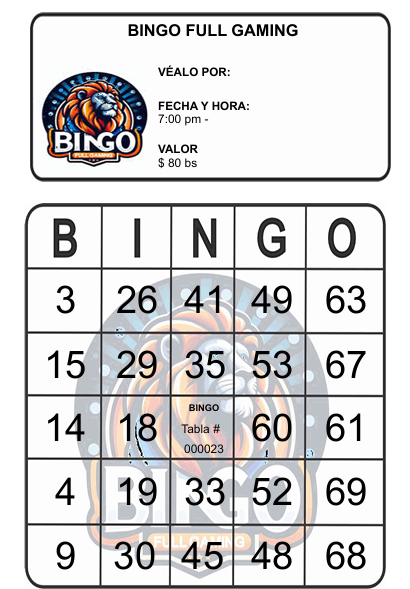 BINGO FULL GAMING
VÉALO POR:
FECHA Y HORA:
7:00 pm -
VALOR
$ 80 bs
BINGO
FULL GAMING
B I N G O
3 26 41 49 63
15 29 35 53 67
14 18 BINGO 60 61
Tabla #
000023
4 19 33 52 69
9 30 45 48 68
BINGO
FULL GAMING